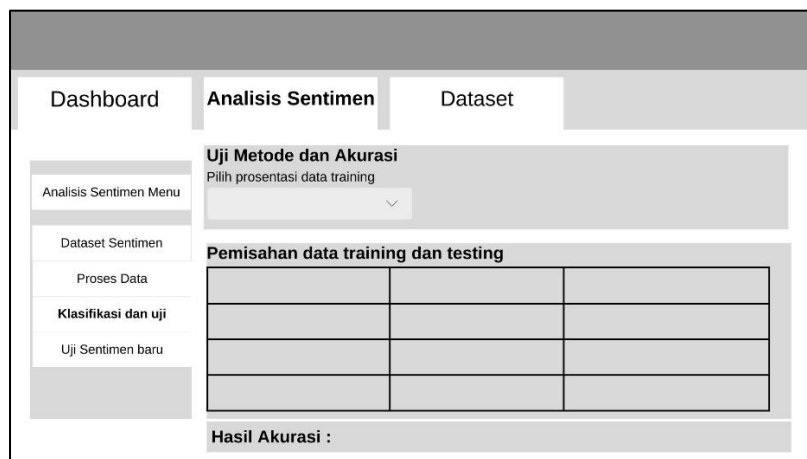 Dashboard
Analisis Sentimen
Dataset
Analisis Sentimen Menu
Dataset Sentimen
Proses Data
Klasifikasi dan uji
Uji Sentimen baru
Uji Metode dan Akurasi
Pilih prosentasi data training
Pemisahan data training dan testing
Hasil Akurasi :